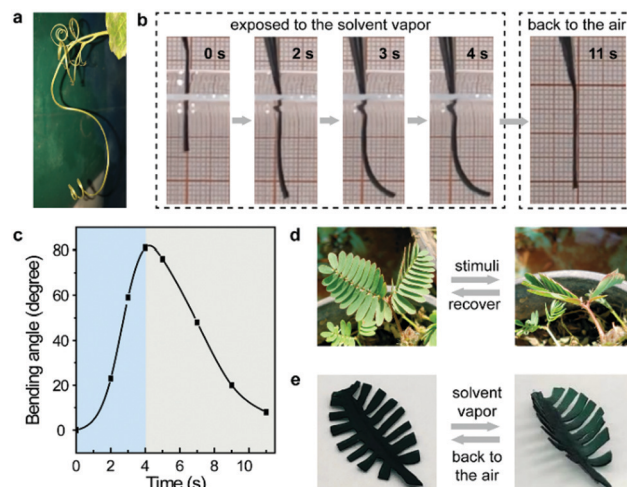 a
b
exposed to the solvent vapor
back to the air
0 s
2 s
3 s
4 s
11 s
c
Bending angle (degree)
80
60
40
20
0
0
2
4
6
8
10
Time (s)
d
stimuli
recover
e
solvent
vapor
back to
the air